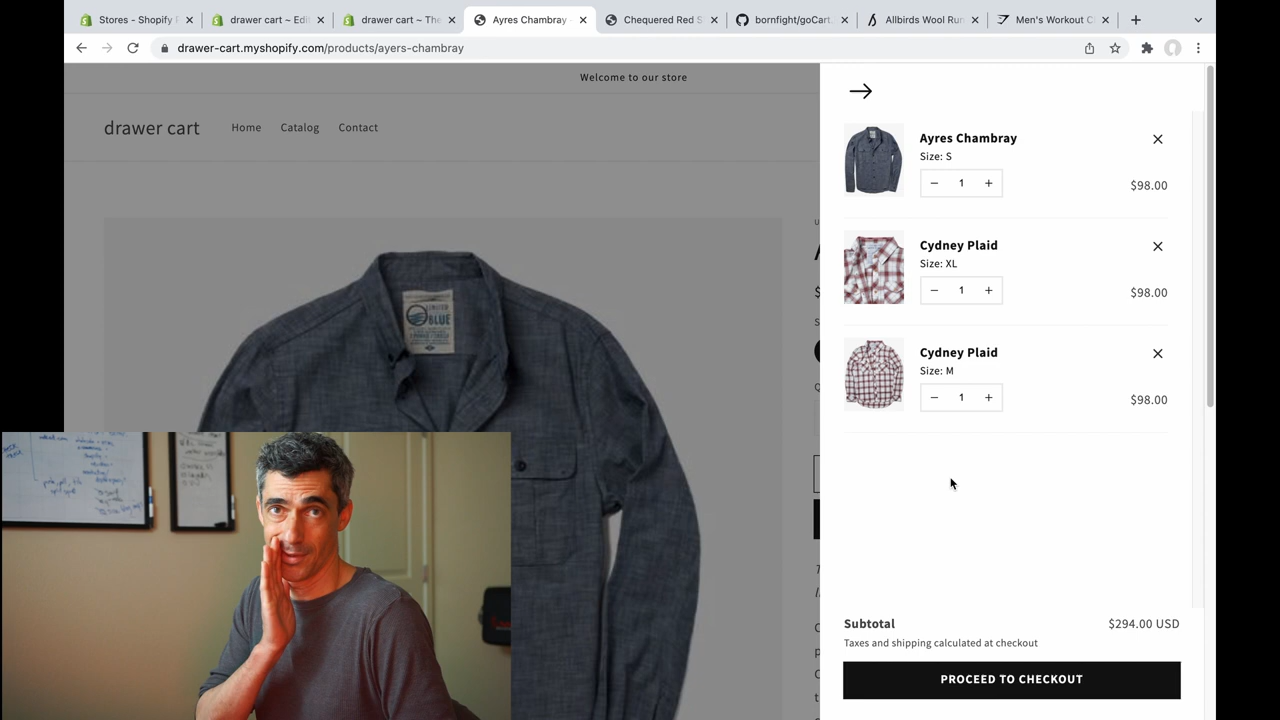 Stores - Shopify P
drawer cart ~ Edi
drawer cart ~ The
Ayres Chambray -
Chequered Red S
bornfight/goCart.
Allbirds Wool Run
Men's Workout C
drawer-cart.myshopify.com/products/ayers-chambray
Welcome to our store
drawer cart
Home
Catalog
Contact
BLUE
Ayres Chambray
Size: S
− 1 +
$98.00
Cydney Plaid
Size: XL
− 1 +
$98.00
Cydney Plaid
Size: M
− 1 +
$98.00
Subtotal
$294.00 USD
Taxes and shipping calculated at checkout
PROCEED TO CHECKOUT